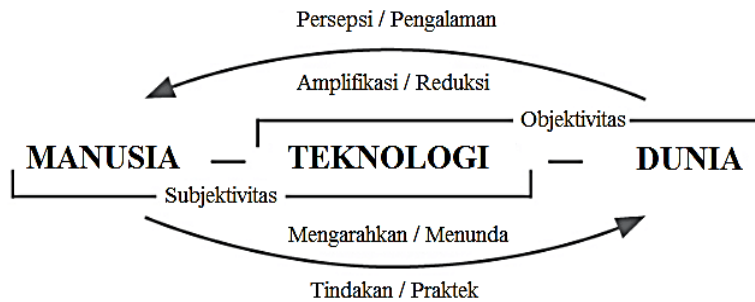 Persepsi / Pengalaman
Amplifikasi / Reduksi
Objektivitas
MANUSIA — TEKNOLOGI — DUNIA
Subjektivitas
Mengarahkan / Menunda
Tindakan / Praktek